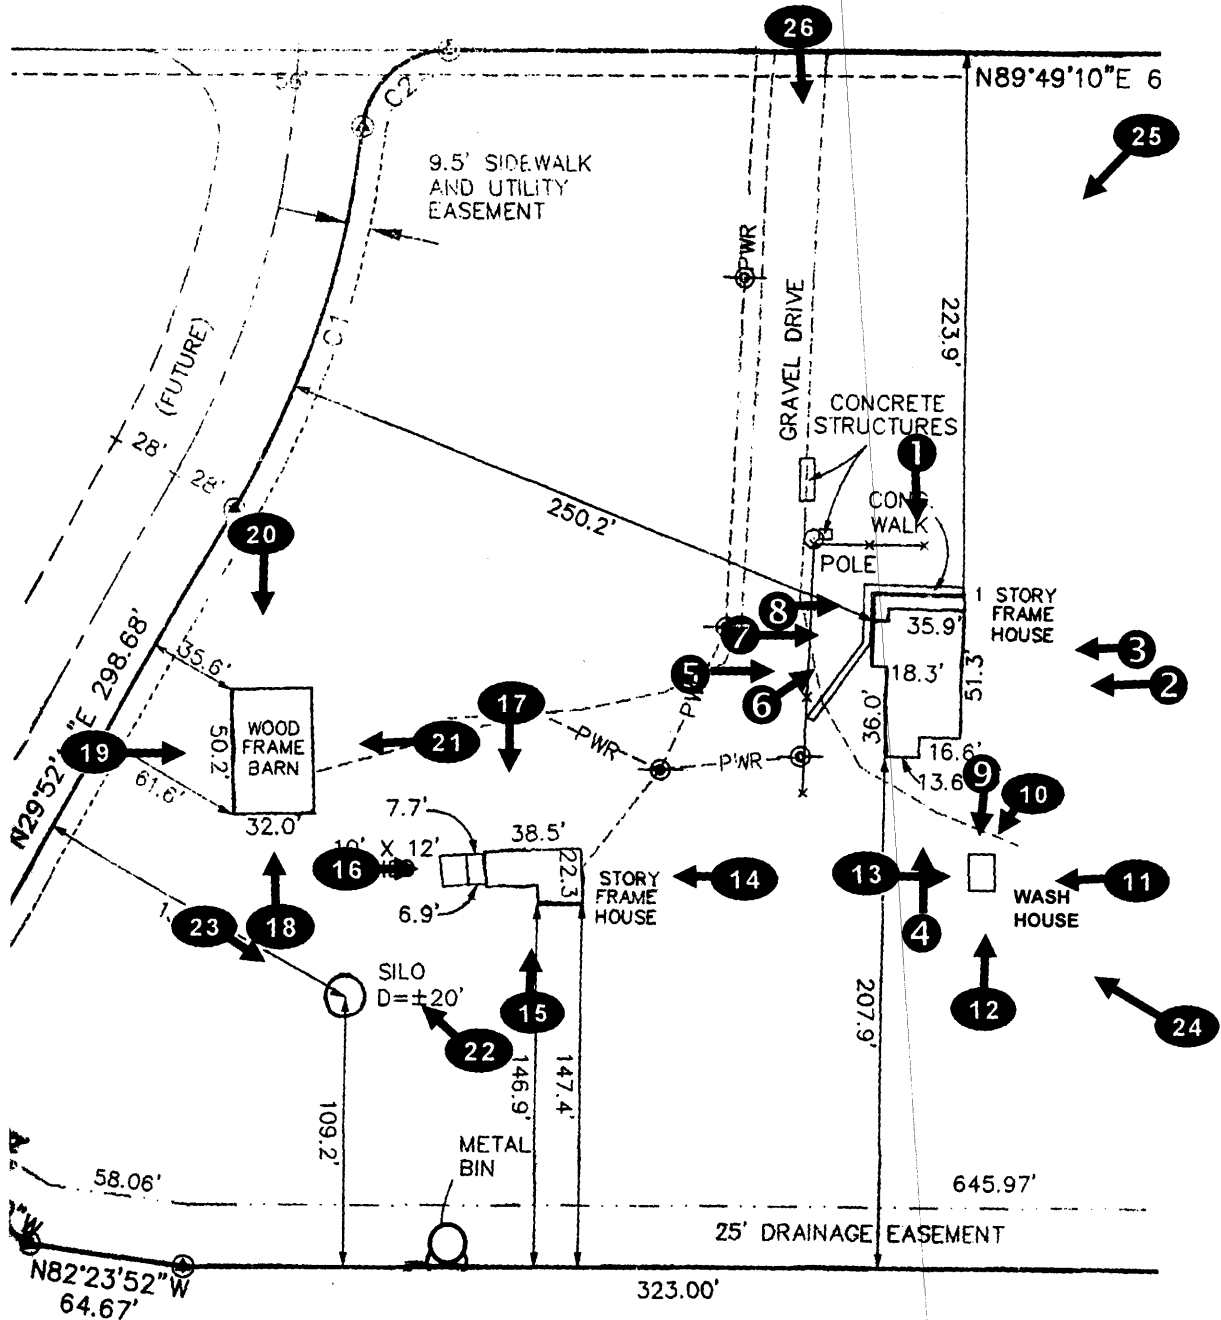 26
N89°49'10"E 6
56'
C2
25
9.5' SIDEWALK
AND UTILITY
EASEMENT
PWR
GRAVEL DRIVE
223.9'
C1
(FUTURE)
28'
28'
CONCRETE
STRUCTURES
1
CONC
WALK
250.2'
20
POLE
1 STORY
FRAME
HOUSE
8
7
35.9'
3
298.68'
35.6'
5
PWR
6
18.3'
51.3'
2
17
36.0'
WOOD
FRAME
BARN
50.2'
19
N29°52'
"E
21
PWR
PWR
16.6'
13.6'
9
10
61.6'
32.0'
7.7'
38.5'
10' X 12'
16
22.3
STORY
FRAME
HOUSE
14
13
11
WASH
HOUSE
6.9'
23
18
4
SILO
D=±20'
15
12
24
22
207.9'
146.9'
147.4'
109.2'
METAL
BIN
58.06'
645.97'
25' DRAINAGE EASEMENT
"W
N82°23'52"W
64.67'
323.00'